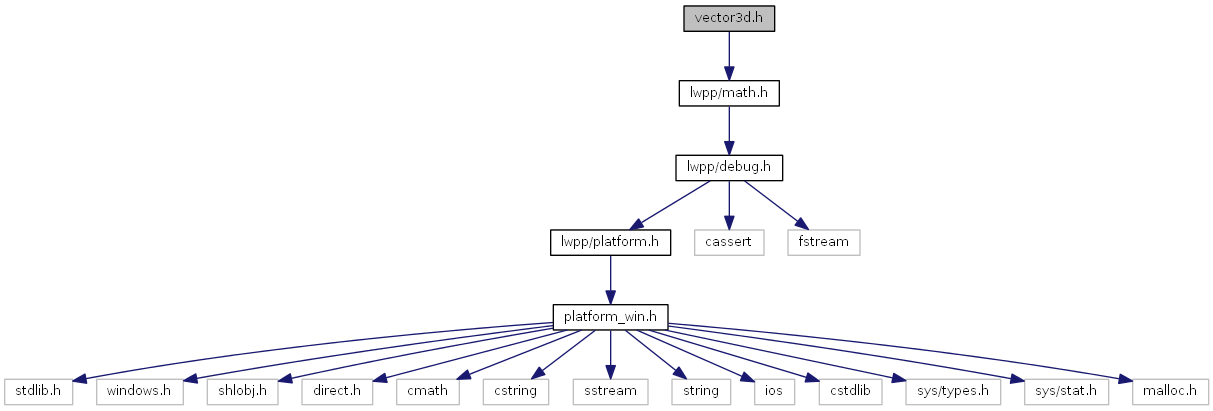 vector3d.h
lwpp/math.h
lwpp/debug.h
lwpp/platform.h
cassert
fstream
platform_win.h
stdlib.h
windows.h
shlobj.h
direct.h
cmath
cstring
sstream
string
ios
cstdlib
sys/types.h
sys/stat.h
malloc.h